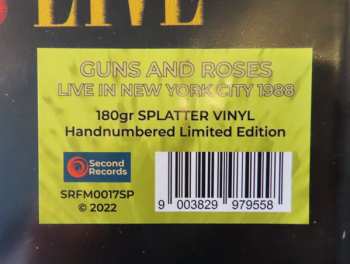 LIVE
GUNS AND ROSES
LIVE IN NEW YORK CITY 1988
180gr SPLATTER VINYL
Handnumbered Limited Edition
Second
Records
SRFM0017SP
© 2022
9 003829 979558